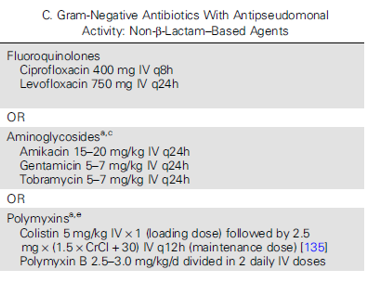 C. Gram-Negative Antibiotics With Antipseudomonal
Activity: Non-β-Lactam–Based Agents
Fluoroquinolones
Ciprofloxacin 400 mg IV q8h
Levofloxacin 750 mg IV q24h
OR
Aminoglycosidesa,c
Amikacin 15–20 mg/kg IV q24h
Gentamicin 5–7 mg/kg IV q24h
Tobramycin 5–7 mg/kg IV q24h
OR
Polymyxinsa,e
Colistin 5 mg/kg IV × 1 (loading dose) followed by 2.5
mg × (1.5 × CrCl + 30) IV q12h (maintenance dose) [135]
Polymyxin B 2.5–3.0 mg/kg/d divided in 2 daily IV doses